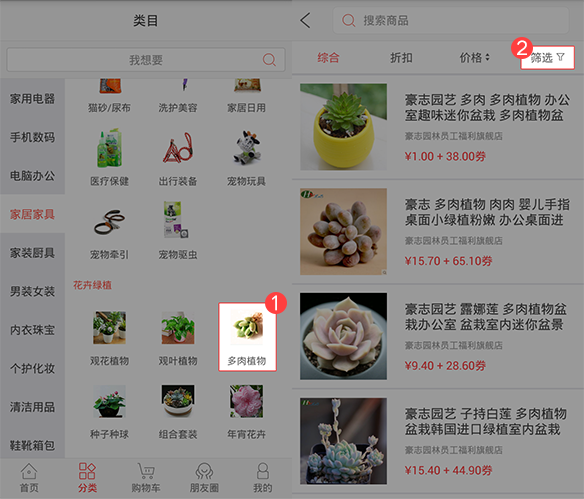 类目
我想要
家用电器
手机数码
电脑办公
家居家具
家装厨具
男装女装
内衣珠宝
个护化妆
清洁用品
鞋靴箱包
猫砂/尿布
洗护美容
家居日用
医疗保健
出行装备
宠物玩具
宠物牵引
宠物驱虫
花卉绿植
1
观花植物
观叶植物
多肉植物
种子种球
组合套装
年宵花卉
首页
分类
购物车
朋友圈
我的
搜索商品
综合
折扣
价格
2
筛选
豪志园艺 多肉 多肉植物 办公
室趣味迷你盆栽 多肉植物盆
豪志园林员工福利旗舰店
¥1.00 + 38.00券
豪志 多肉植物 肉肉 婴儿手指
桌面小绿植粉嫩 办公桌面进
豪志园林员工福利旗舰店
¥15.70 + 65.10券
豪志园艺 露娜莲 多肉植物盆
栽办公室 盆栽室内迷你盆景
豪志园林员工福利旗舰店
¥9.40 + 28.60券
豪志园艺 子持白莲 多肉植物
盆栽韩国进口绿植室内盆栽
豪志园林员工福利旗舰店
¥15.40 + 44.90券